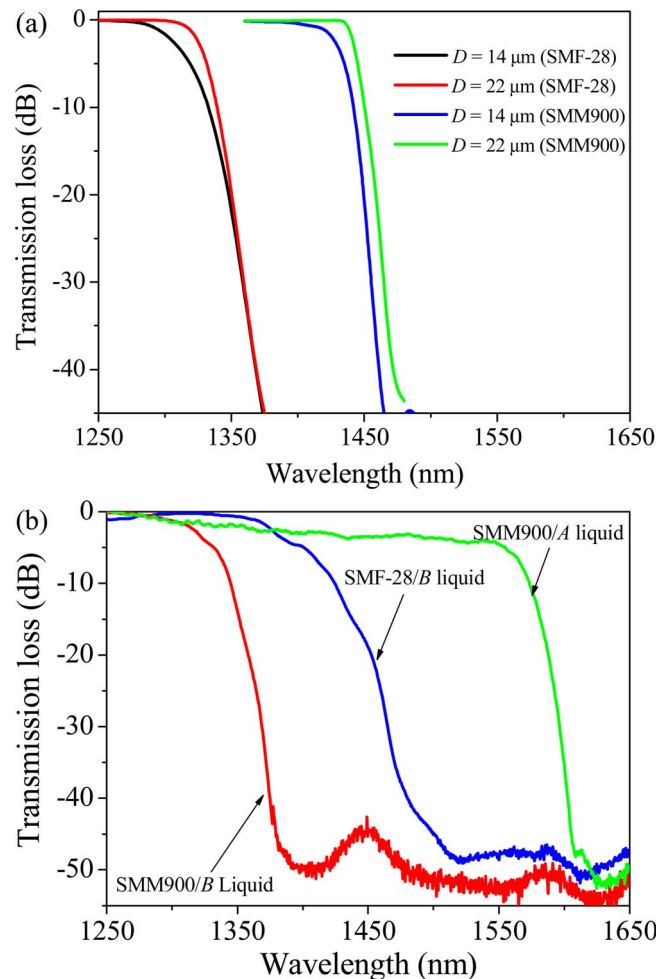 (a)
0
-10
-20
-30
-40
Transmission loss (dB)
D = 14 μm (SMF-28)
D = 22 μm (SMF-28)
D = 14 μm (SMM900)
D = 22 μm (SMM900)
1250 1350 1450 1550 1650
Wavelength (nm)
(b)
0
-10
-20
-30
-40
-50
Transmission loss (dB)
SMM900/A liquid
SMF-28/B liquid
SMM900/B Liquid
1250 1350 1450 1550 1650
Wavelength (nm)